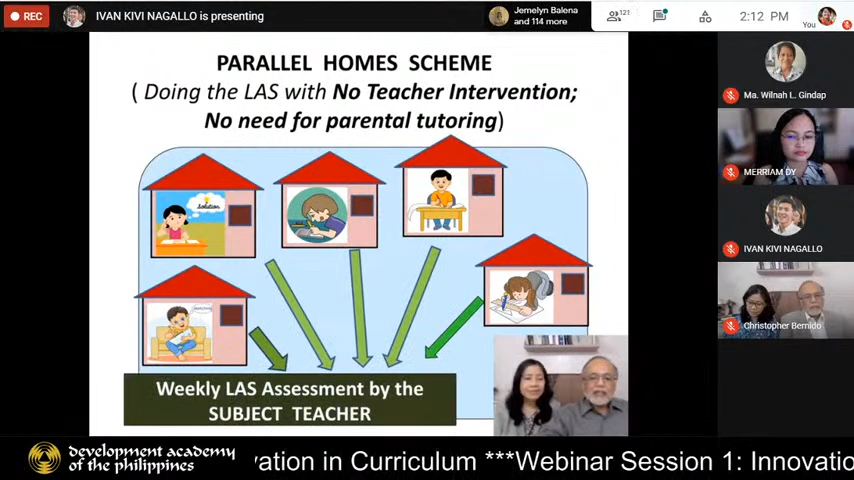 REC
IVAN KIVI NAGALLO is presenting
Jemelyn Balena
and 114 more
121
2:12 PM
You
PARALLEL HOMES SCHEME
( Doing the LAS with No Teacher Intervention;
No need for parental tutoring)
Solution
Weekly LAS Assessment by the
SUBJECT TEACHER
Ma. Wilnah L. Gindap
MERRIAM DY
IVAN KIVI NAGALLO
Christopher Bernido
development academy
of the philippines
vation in Curriculum ***Webinar Session 1: Innovatio